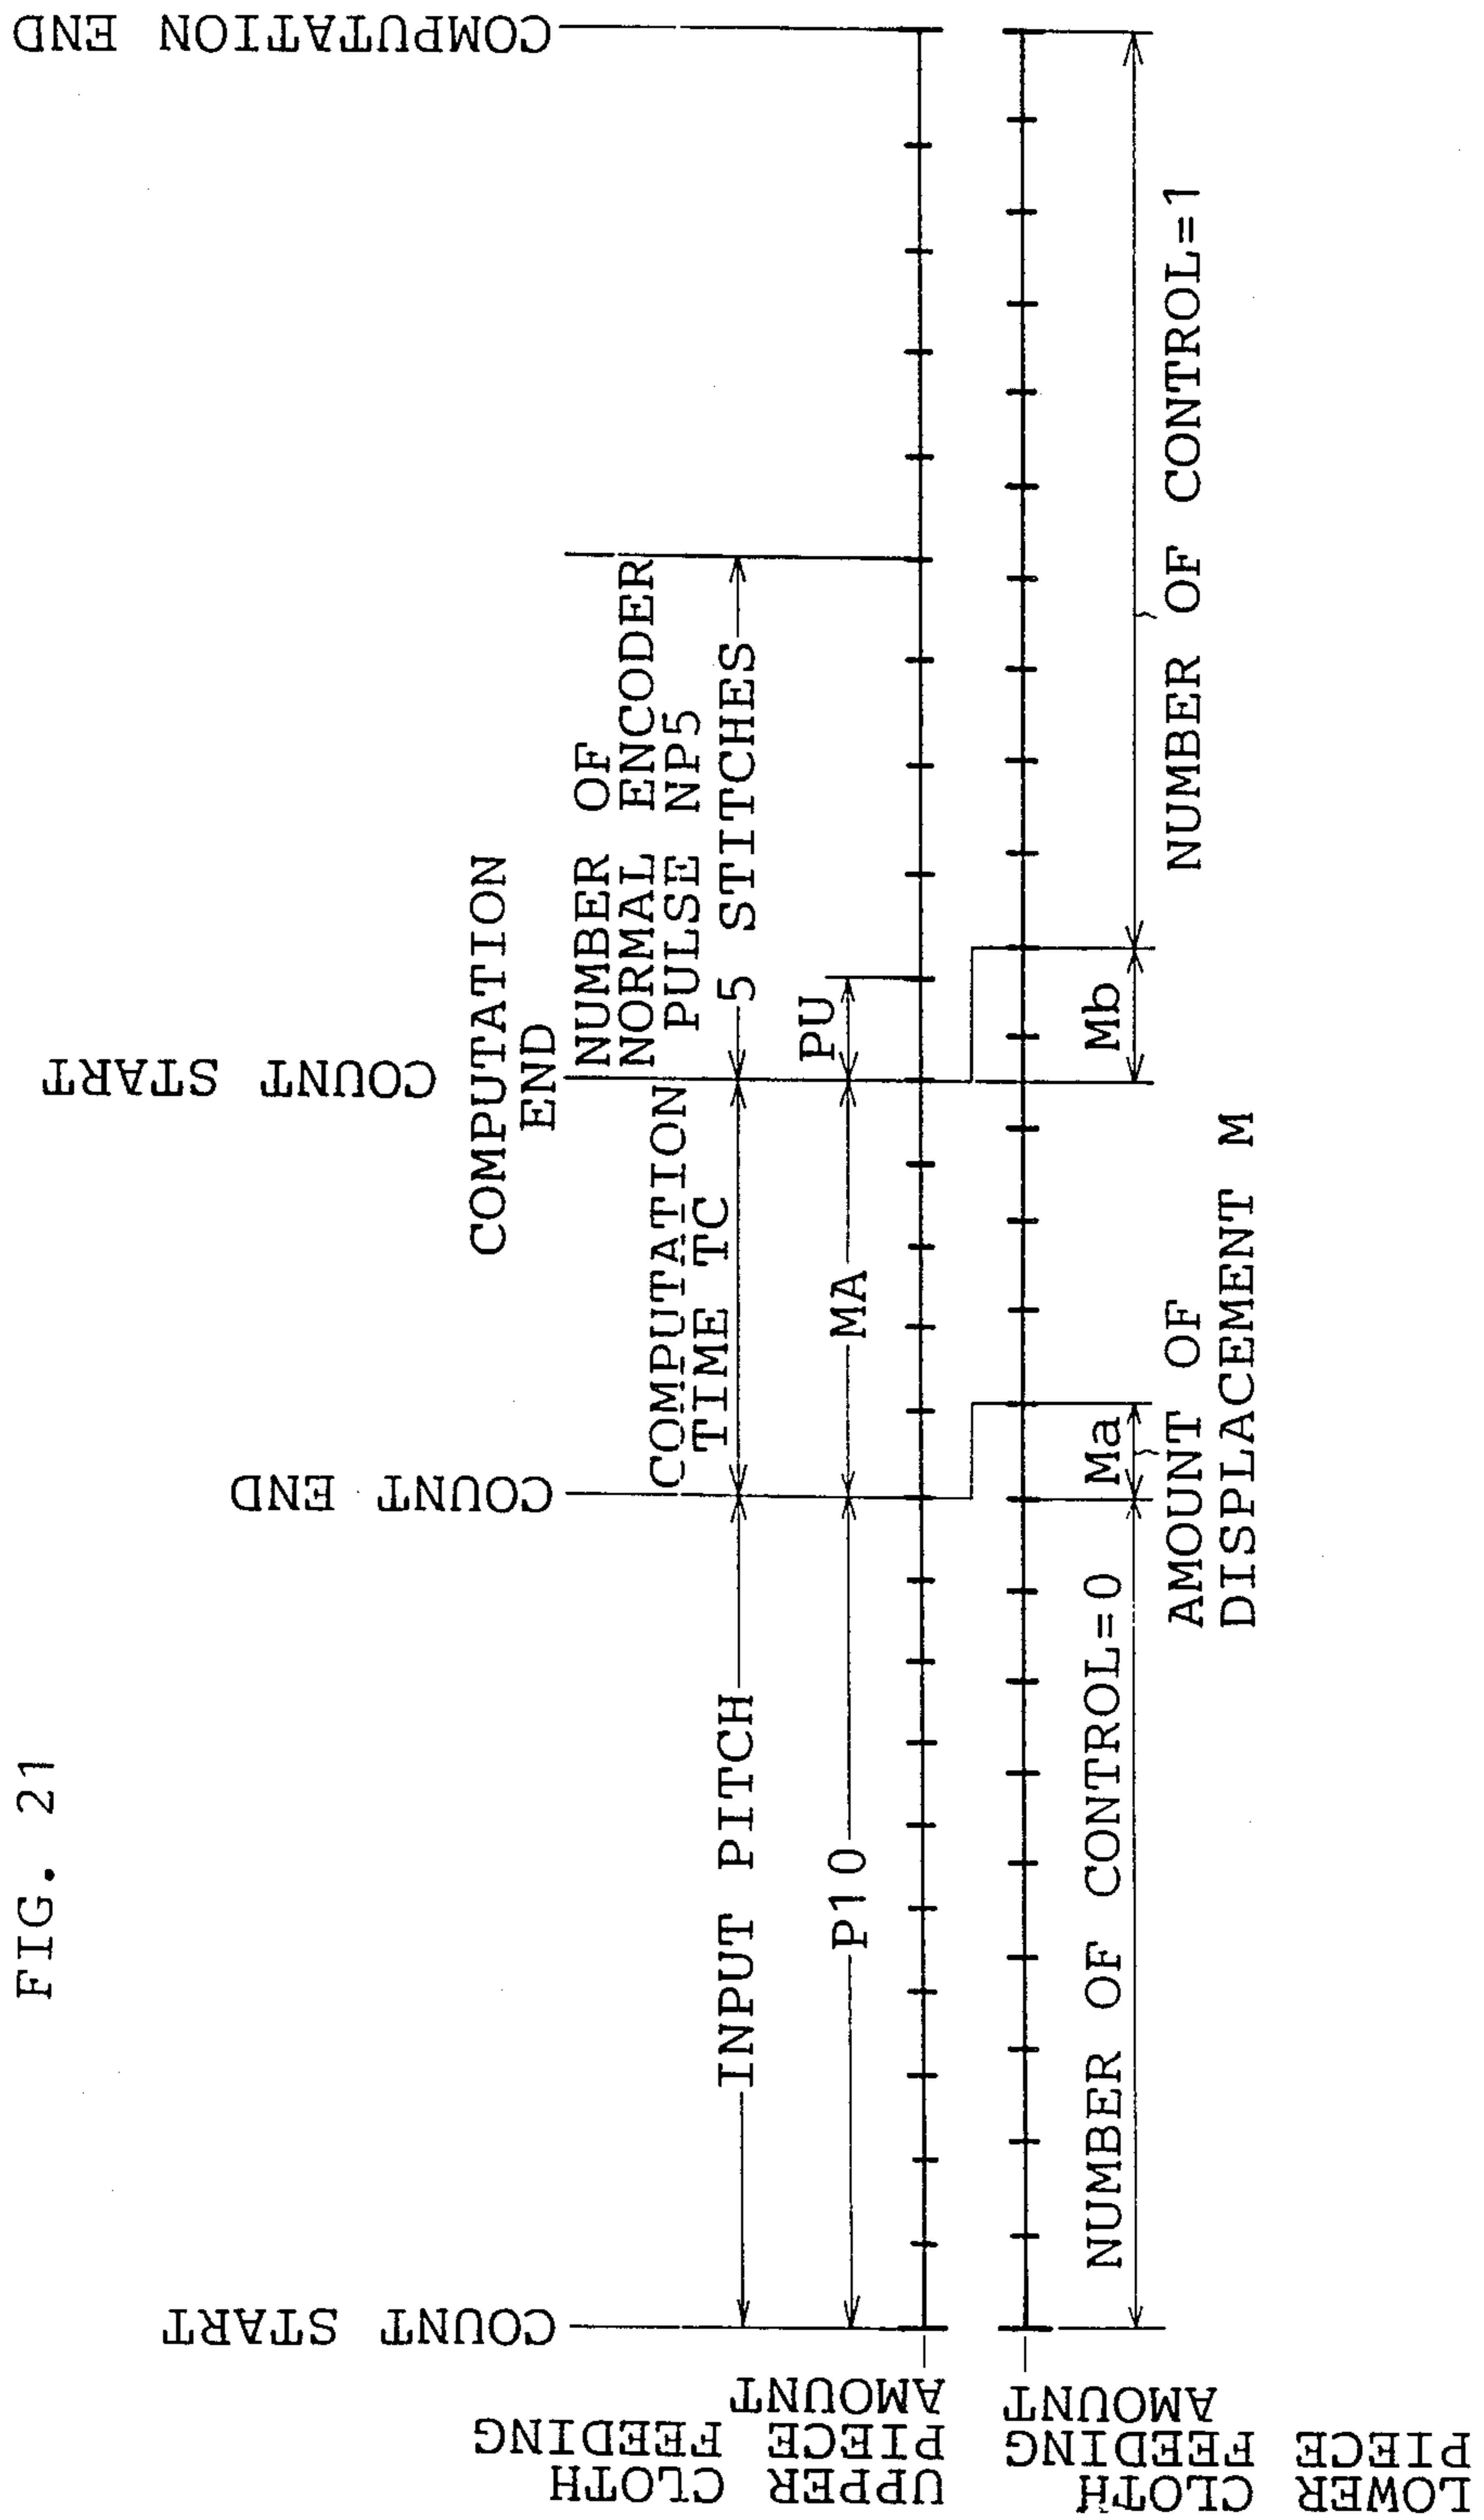 FIG. 21
COMPUTATION END
COUNT START
COMPUTATION
END
COUNT END
COUNT START
NUMBER OF
NORMAL ENCODER
PULSE NP5
5 STITCHES
COMPUTATION
TIME TC
INPUT PITCH
PU
MA
P10
UPPER CLOTH
PIECE FEEDING
AMOUNT
LOWER CLOTH
PIECE FEEDING
AMOUNT
NUMBER OF CONTROL=0
Ma
Mb
NUMBER OF CONTROL=1
AMOUNT OF
DISPLACEMENT M